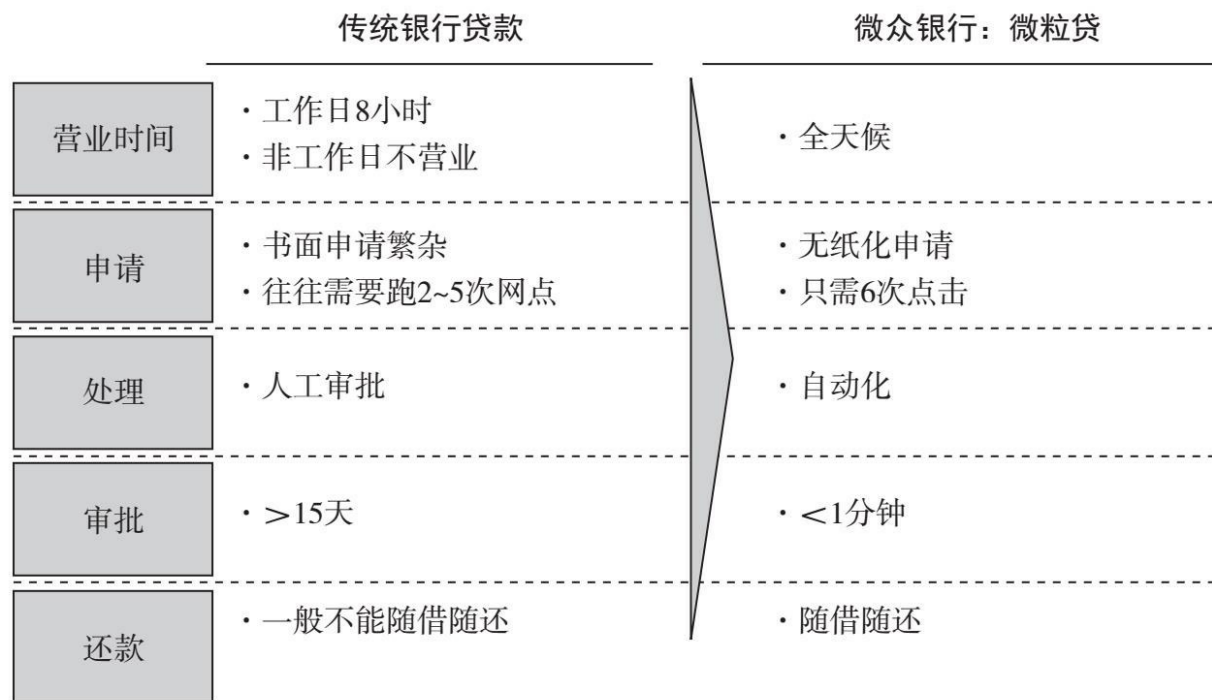 传统银行贷款
微众银行：微粒贷
营业时间
·工作日8小时
·非工作日不营业
·全天候
申请
·书面申请繁杂
·往往需要跑2~5次网点
·无纸化申请
·只需6次点击
处理
·人工审批
·自动化
审批
·＞15天
·＜1分钟
还款
·一般不能随借随还
·随借随还